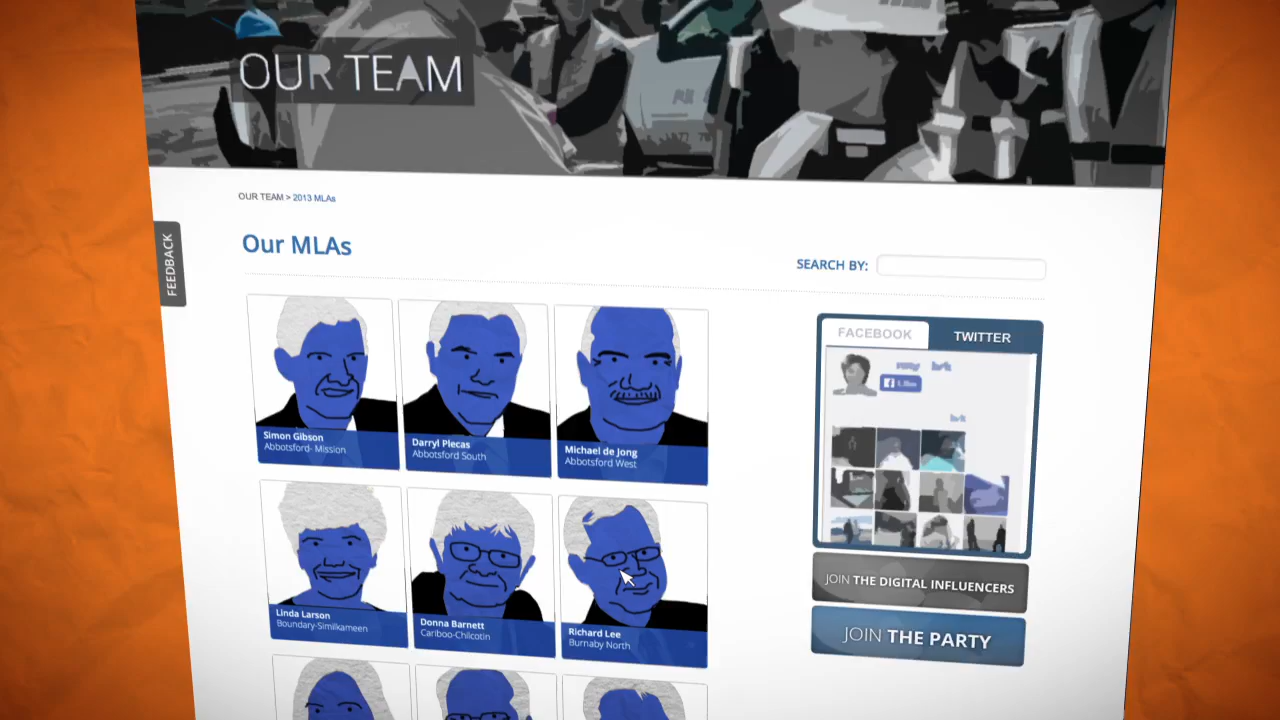 OUR TEAM
OUR TEAM > 2013 MLAs
FEEDBACK
Our MLAs
SEARCH BY:
FACEBOOK
TWITTER
Simon Gibson
Abbotsford- Mission
Darryl Plecas
Abbotsford South
Michael de Jong
Abbotsford West
Linda Larson
Boundary-Similkameen
Donna Barnett
Cariboo-Chilcotin
Richard Lee
Burnaby North
JOIN THE DIGITAL INFLUENCERS
JOIN THE PARTY